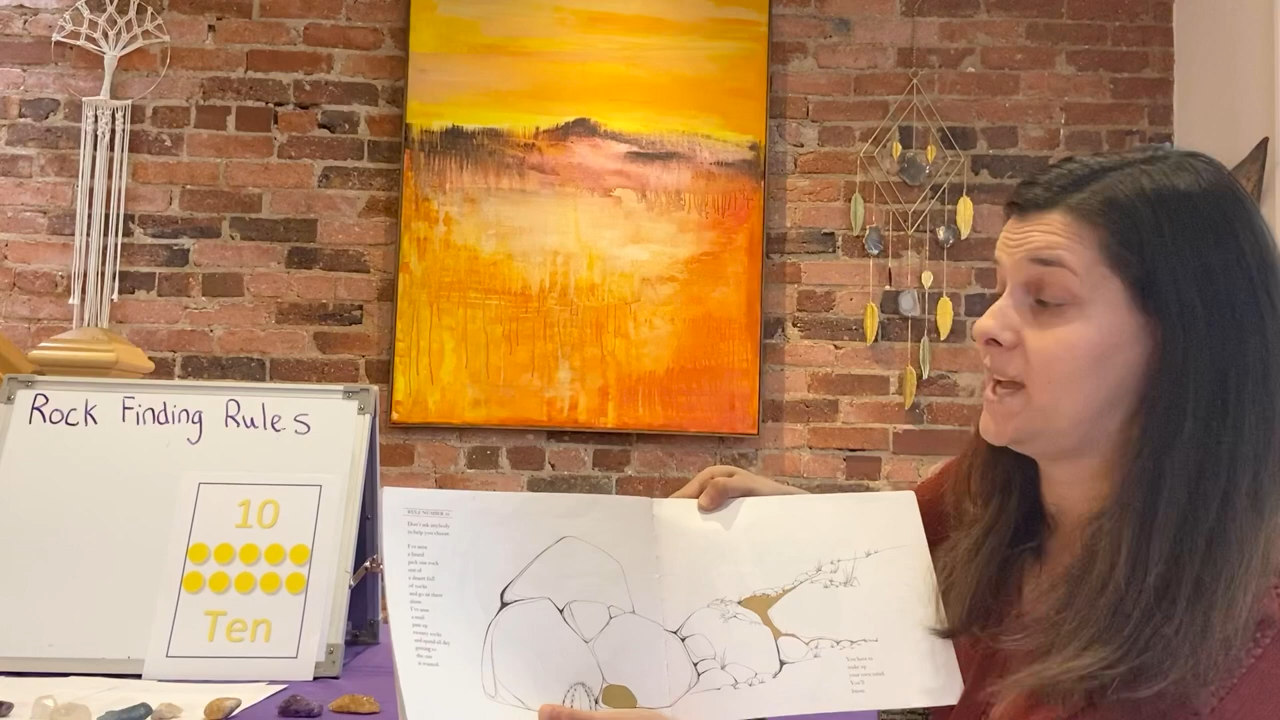 Rock Finding Rules
10
Ten
RULE NUMBER 10
Don't ask anybody
to help you choose.
I've seen
a lizard
pick one rock
out of
a desert full
of rocks
and go sit there
alone.
I've seen
a snail
pass up
twenty rocks
and spend all day
getting to
the one
it wanted.
You have to
make up
your own mind.
You'll
know.